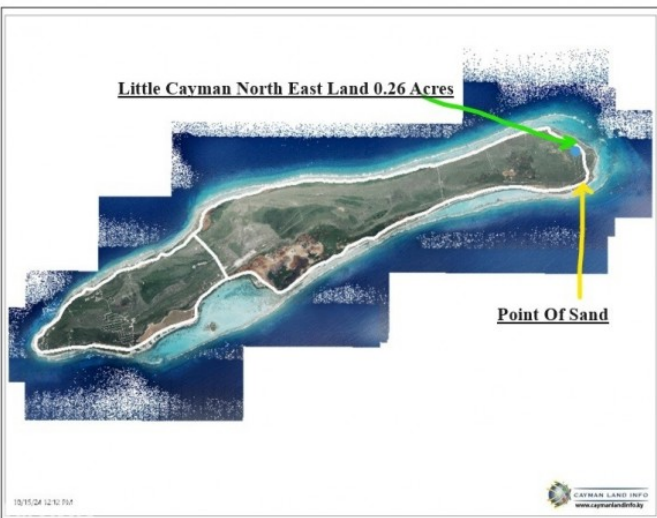 Little Cayman North East Land 0.26 Acres
Point Of Sand
CAYMAN LAND INFO
www.caymanlandinfo.ky